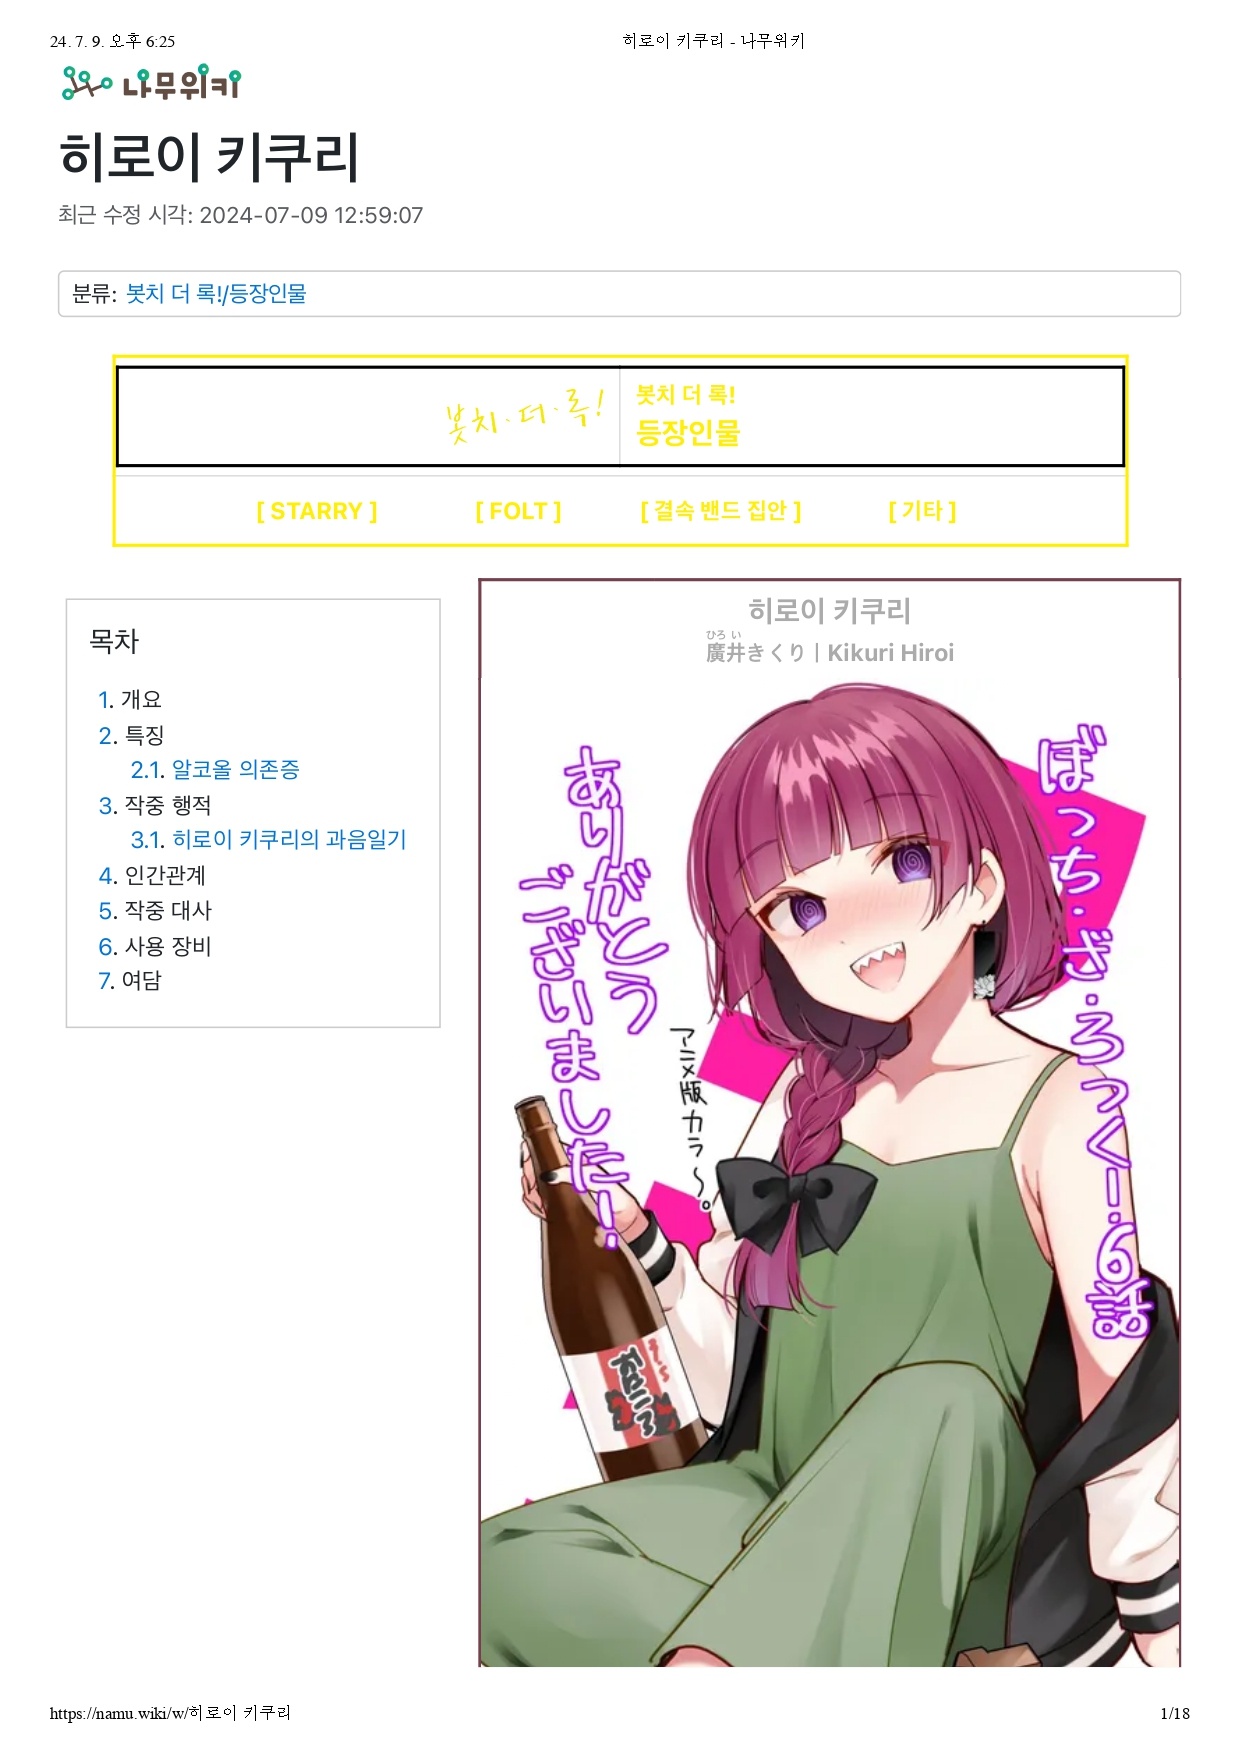 24. 7. 9. 오후 6:25
히로이 키쿠리 - 나무위키
나무위키
히로이 키쿠리
최근 수정 시각: 2024-07-09 12:59:07
분류: 봇치 더 록!/등장인물
봇치·더·록!
봇치 더 록!
등장인물
[ STARRY ]
[ FOLT ]
[ 결속 밴드 집안 ]
[ 기타 ]
목차
1. 개요
2. 특징
2.1. 알코올 의존증
3. 작중 행적
3.1. 히로이 키쿠리의 과음일기
4. 인간관계
5. 작중 대사
6. 사용 장비
7. 여담
히로이 키쿠리
ひろ い
廣井きくり | Kikuri Hiroi
ぼっち・ざ・ろっくー!6話
アニメ版カラ〜。
ありがとう
ございました!
https://namu.wiki/w/히로이 키쿠리
1/18